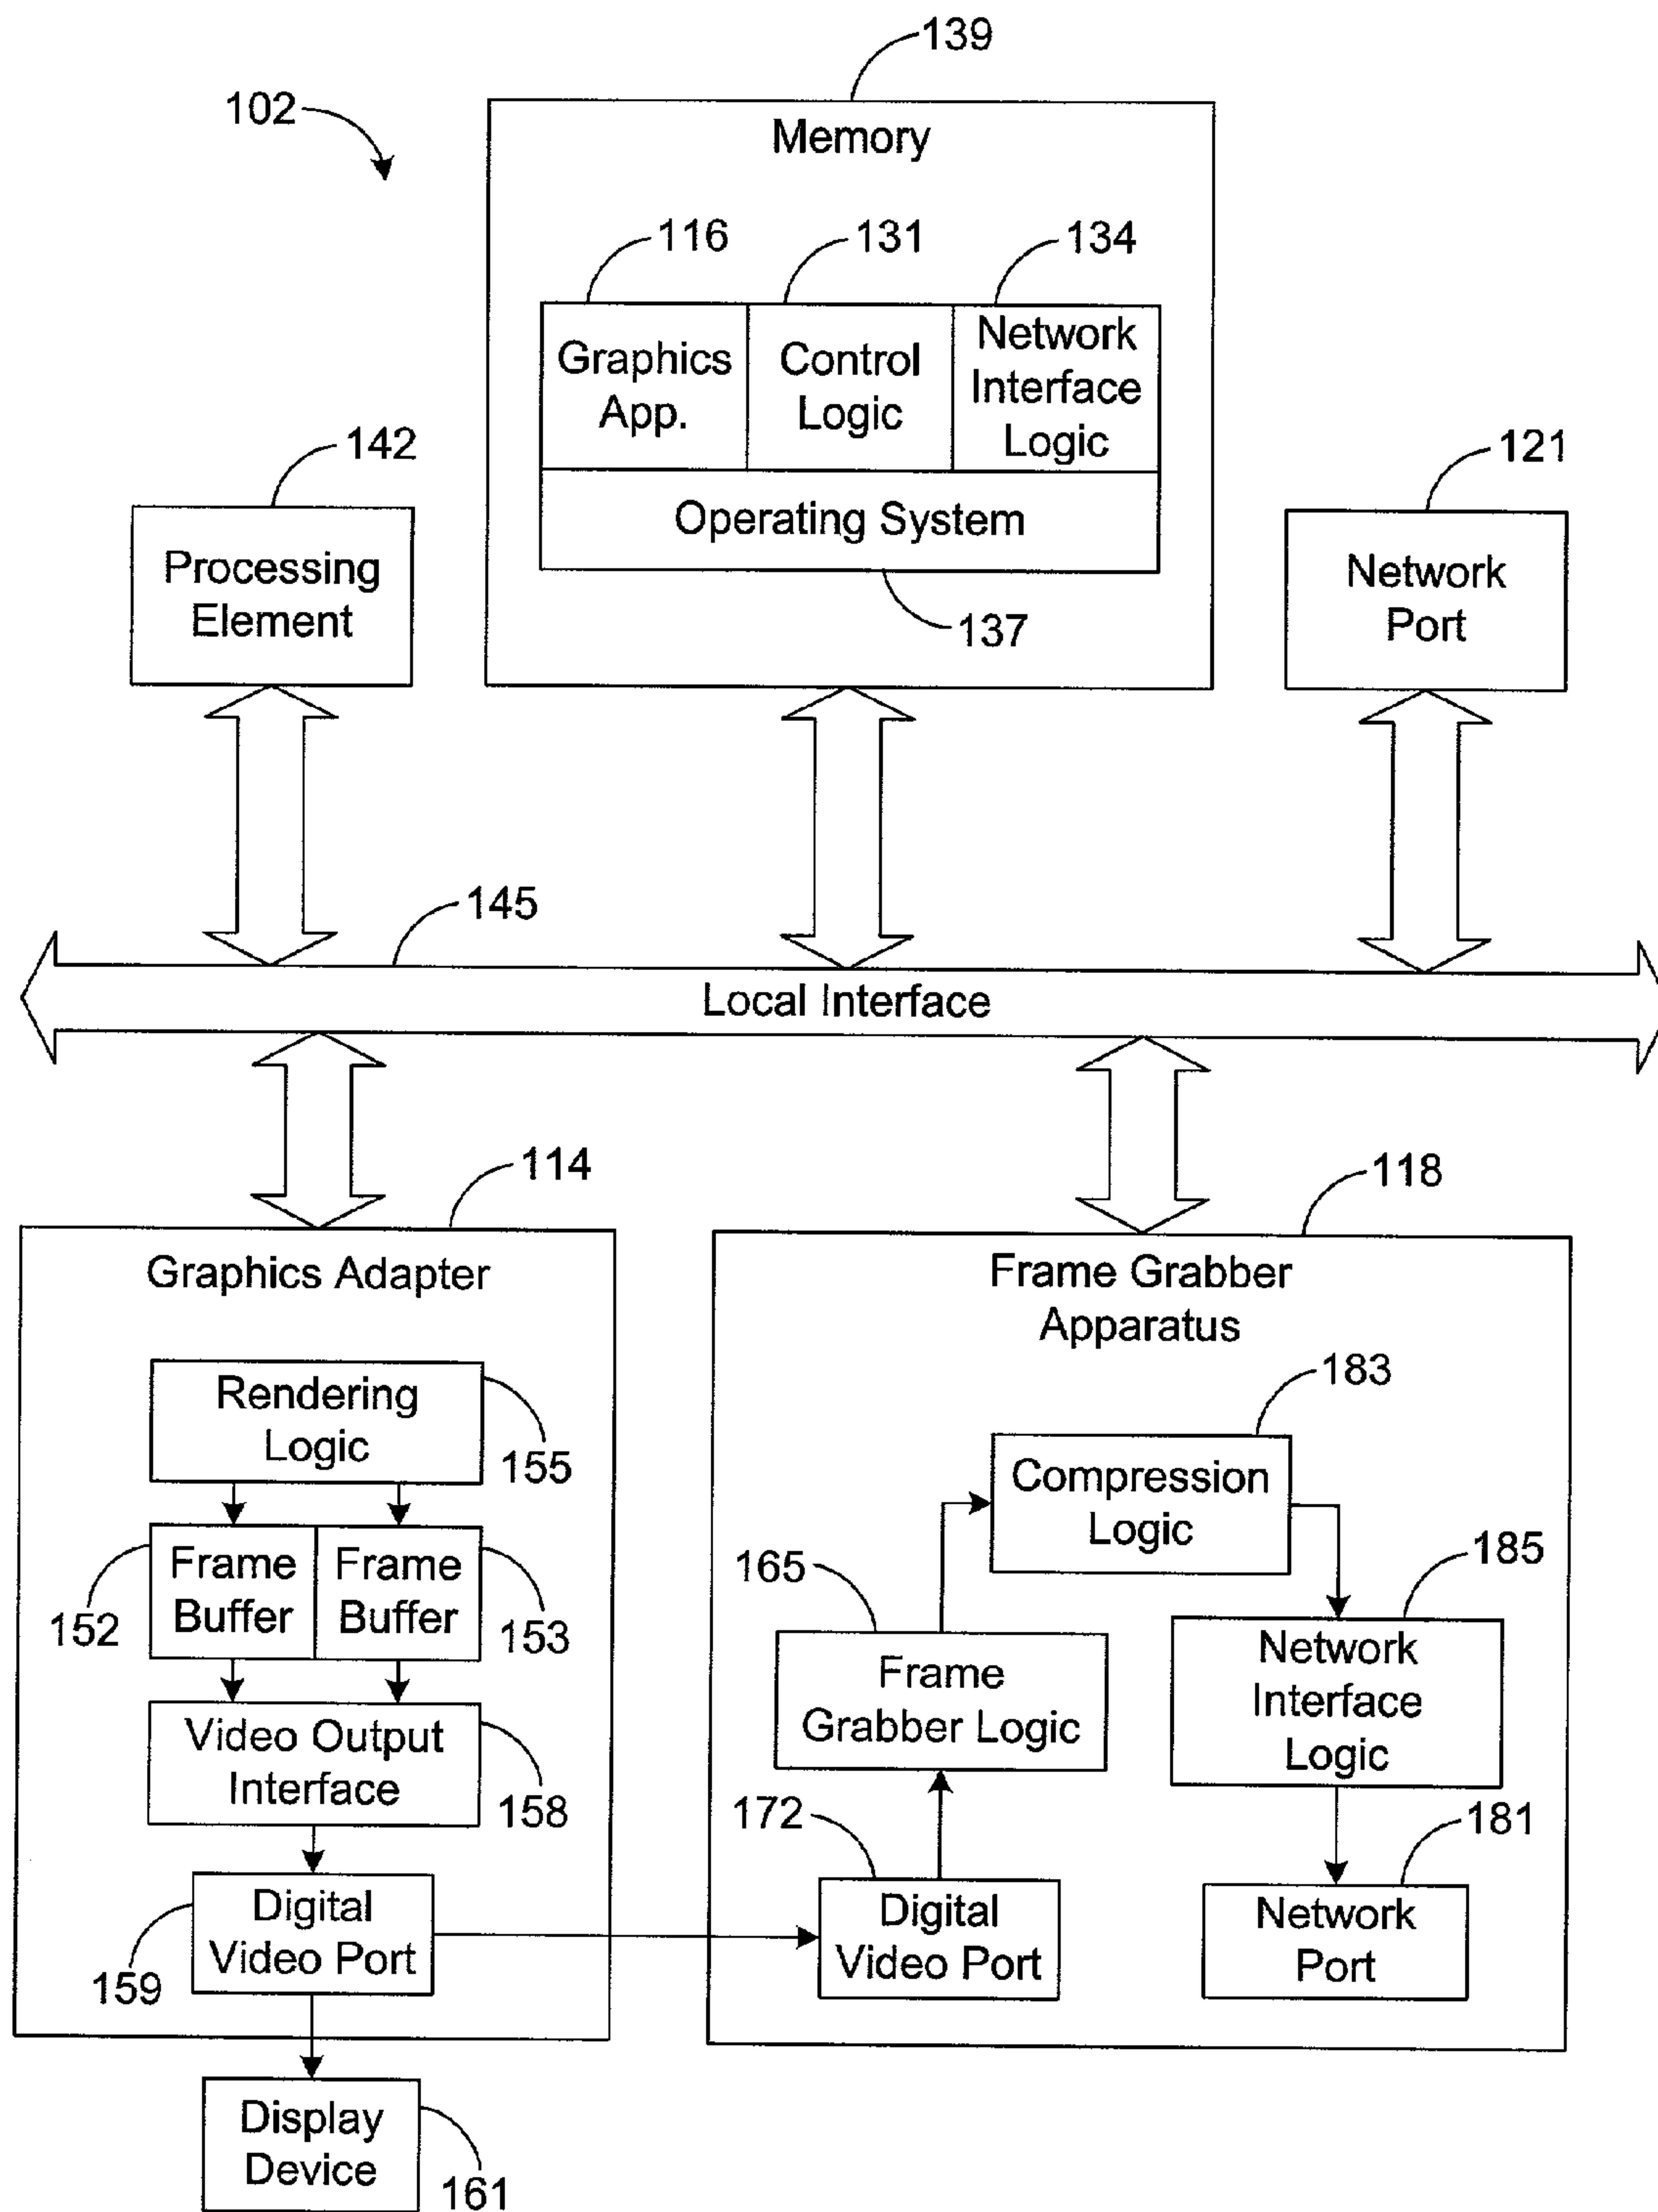 139
102
Memory
116
131
134
Graphics
App.
Control
Logic
Network
Interface
Logic
Operating System
137
142
Processing
Element
121
Network
Port
145
Local Interface
114
Graphics Adapter
Rendering
Logic
155
Frame
Buffer
152
Frame
Buffer
153
Video Output
Interface
158
Digital
Video Port
159
Display
Device
161
118
Frame Grabber
Apparatus
183
Compression
Logic
165
Frame
Grabber Logic
185
Network
Interface
Logic
172
Digital
Video Port
181
Network
Port